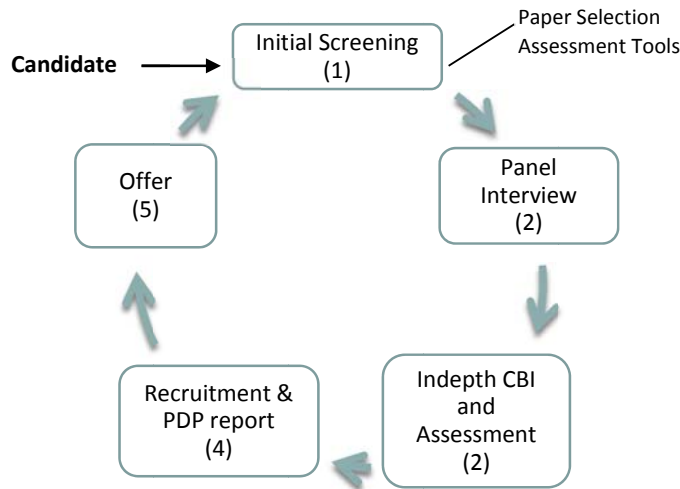 Paper Selection
Assessment Tools
Candidate
Initial Screening
(1)
Panel
Interview
(2)
Indepth CBI
and
Assessment
(2)
Recruitment &
PDP report
(4)
Offer
(5)